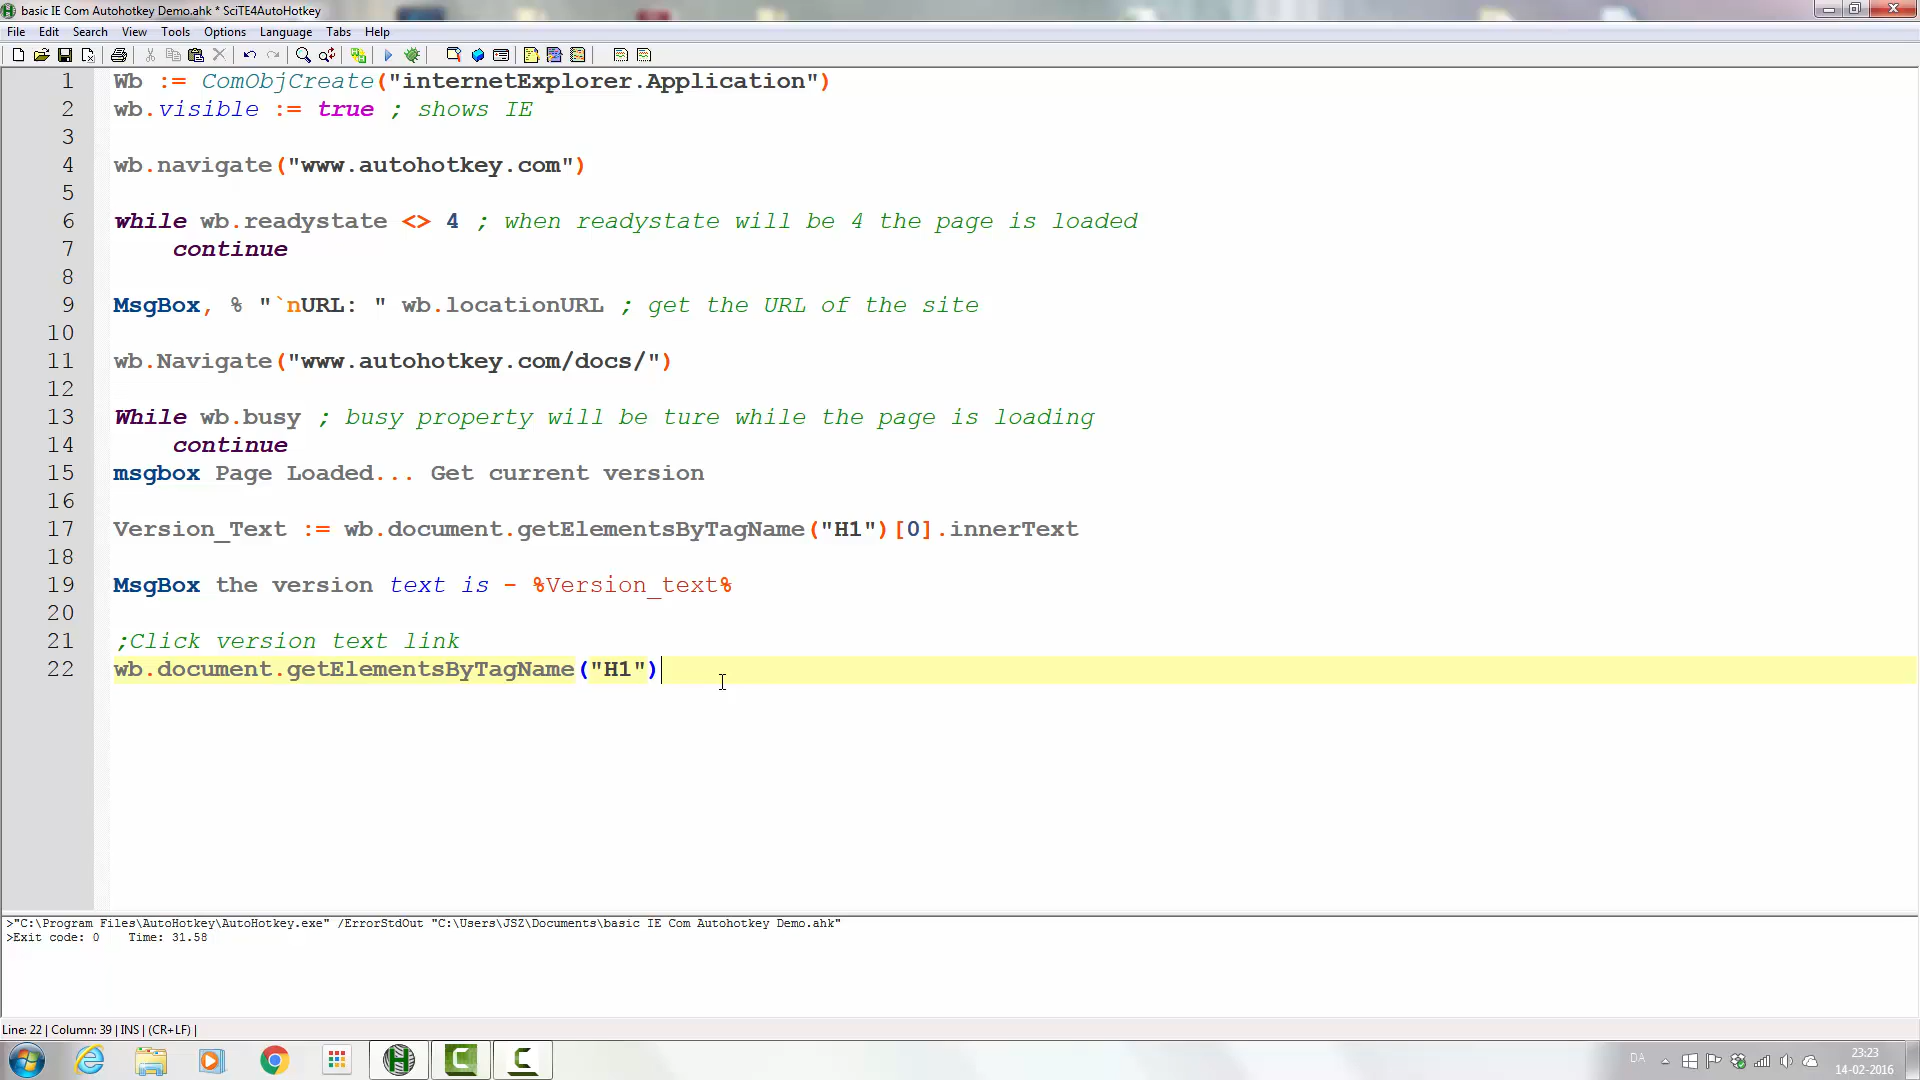 basic IE Com Autohotkey Demo.ahk * SciTE4AutoHotkey
File Edit Search View Tools Options Language Tabs Help
1 Wb := ComObjCreate("internetExplorer.Application")
2 wb.visible := true ; shows IE
3
4 wb.navigate("www.autohotkey.com")
5
6 while wb.readystate <> 4 ; when readystate will be 4 the page is loaded
7 continue
8
9 MsgBox, % "`nURL: " wb.locationURL ; get the URL of the site
10
11 wb.Navigate("www.autohotkey.com/docs/")
12
13 While wb.busy ; busy property will be ture while the page is loading
14 continue
15 msgbox Page Loaded... Get current version
16
17 Version_Text := wb.document.getElementsByTagName("H1")[0].innerText
18
19 MsgBox the version text is - %Version_text%
20
21 ;Click version text link
22 wb.document.getElementsByTagName("H1")
>"C:\Program Files\AutoHotkey\AutoHotkey.exe" /ErrorStdOut "C:\Users\JSZ\Documents\basic IE Com Autohotkey Demo.ahk"
>Exit code: 0 Time: 31.58
Line: 22 | Column: 39 | INS | (CR+LF) |
DA
23:23
14-02-2016